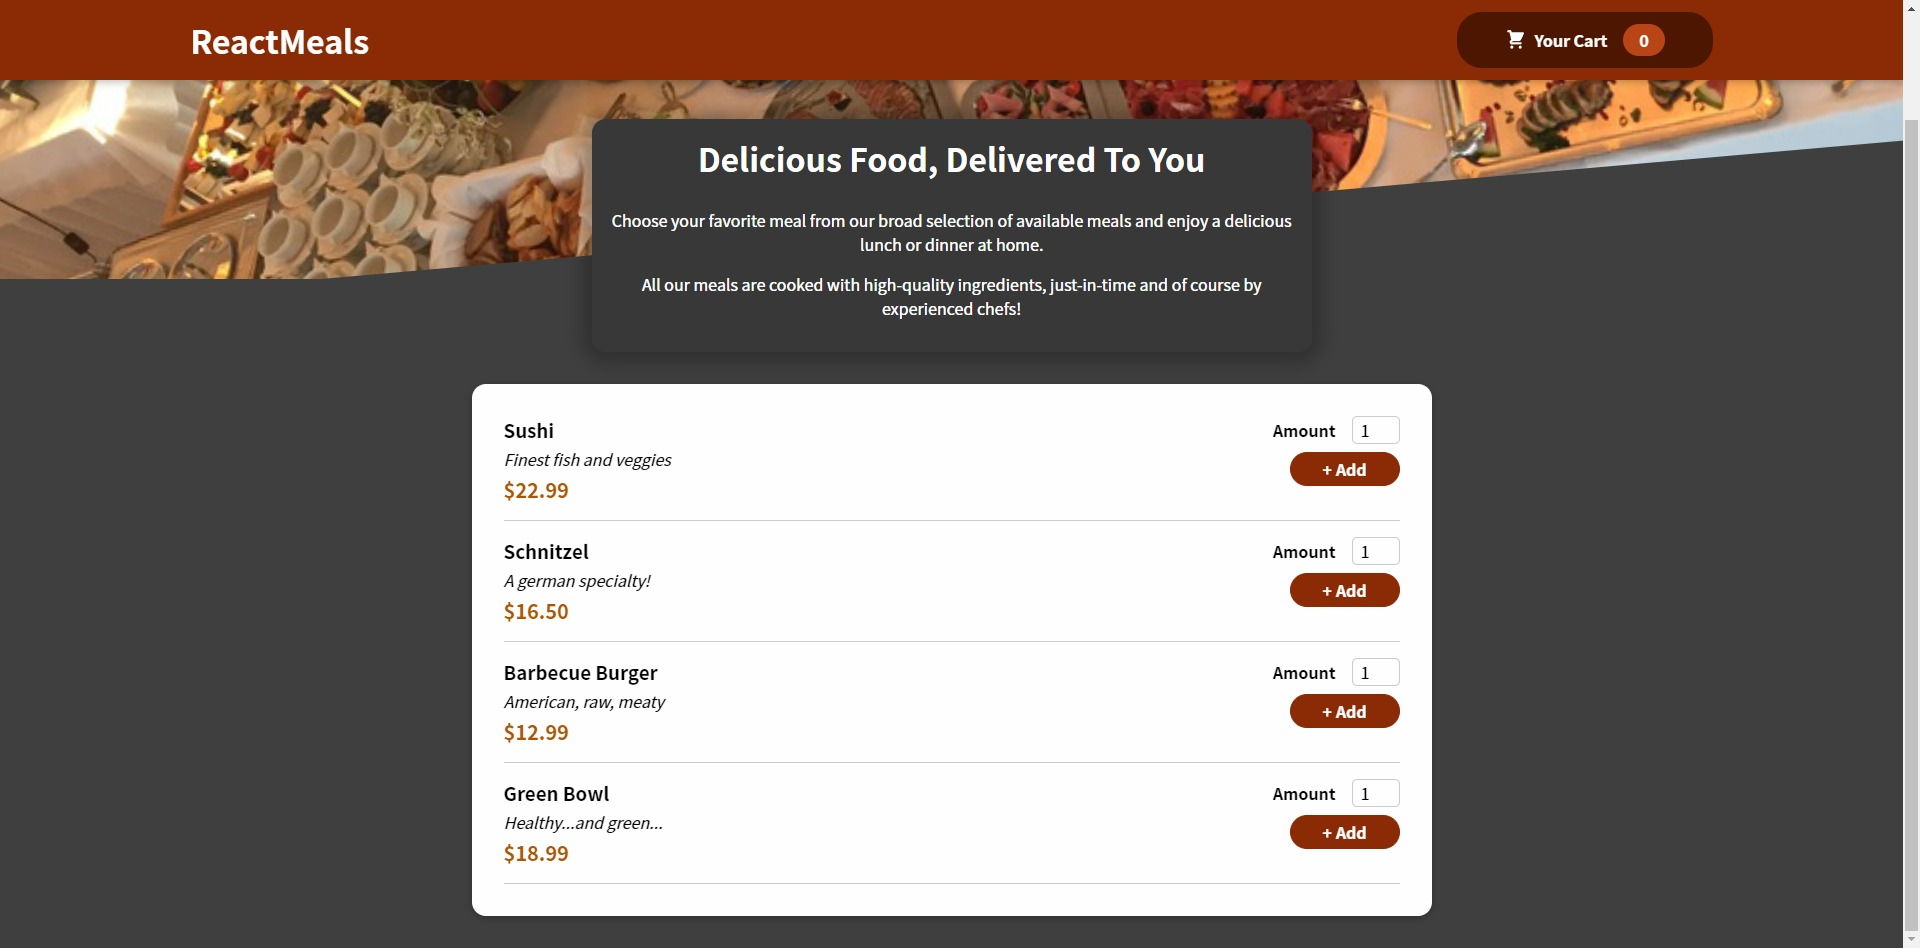 ReactMeals
Your Cart 0
Delicious Food, Delivered To You
Choose your favorite meal from our broad selection of available meals and enjoy a delicious
lunch or dinner at home.
All our meals are cooked with high-quality ingredients, just-in-time and of course by
experienced chefs!
Sushi
Finest fish and veggies
$22.99
Amount 1
+ Add
Schnitzel
A german specialty!
$16.50
Amount 1
+ Add
Barbecue Burger
American, raw, meaty
$12.99
Amount 1
+ Add
Green Bowl
Healthy...and green...
$18.99
Amount 1
+ Add